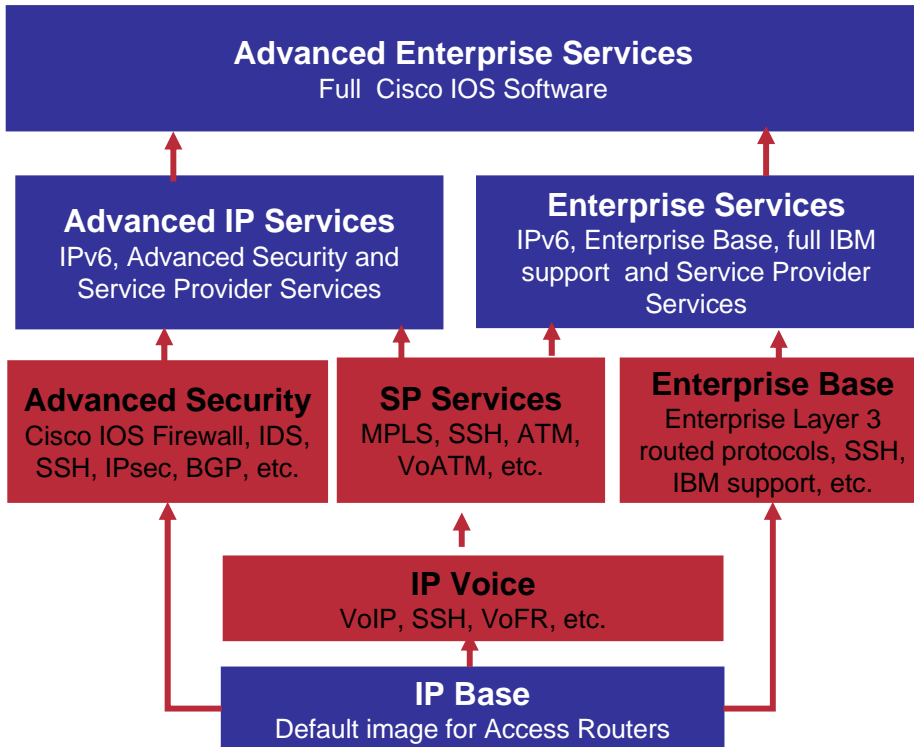 Advanced Enterprise Services
Full Cisco IOS Software
Advanced IP Services
IPv6, Advanced Security and
Service Provider Services
Enterprise Services
IPv6, Enterprise Base, full IBM
support and Service Provider
Services
Advanced Security
Cisco IOS Firewall, IDS,
SSH, IPsec, BGP, etc.
SP Services
MPLS, SSH, ATM,
VoATM, etc.
Enterprise Base
Enterprise Layer 3
routed protocols, SSH,
IBM support, etc.
IP Voice
VoIP, SSH, VoFR, etc.
IP Base
Default image for Access Routers